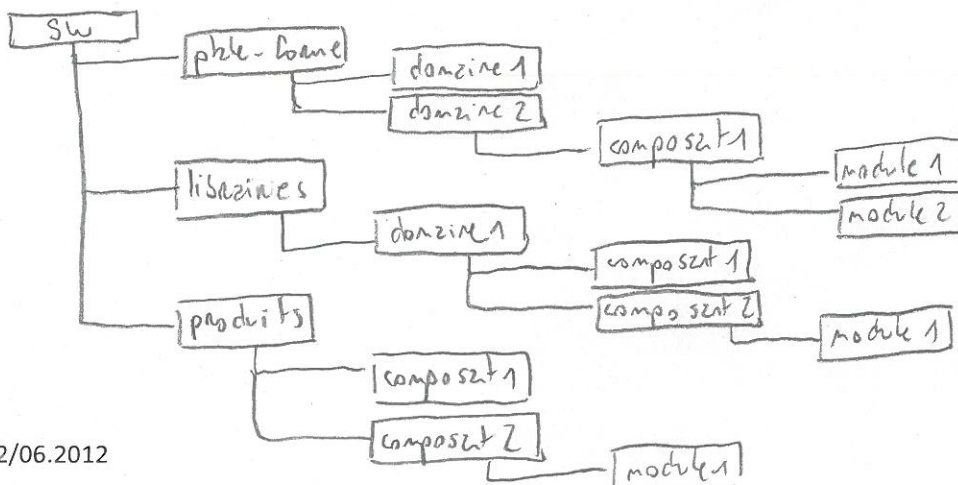 SW
plate-forme
domaine 1
domaine 2
composant 1
module 1
module 2
librairies
domaine 1
composant 1
composant 2
module 1
produits
composant 1
composant 2
module 1
2/06.2012